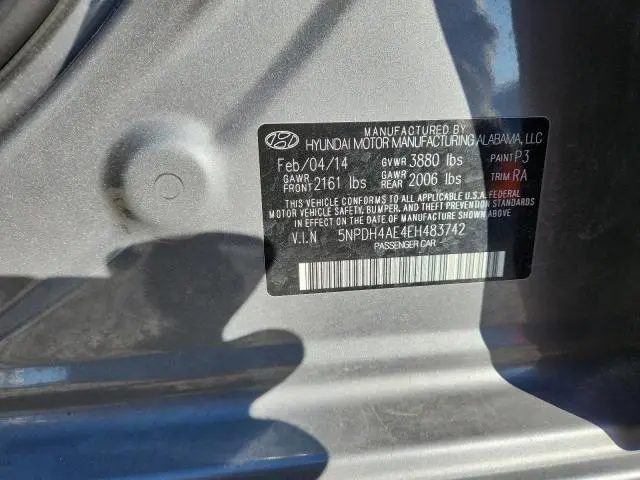 MANUFACTURED BY
HYUNDAI MOTOR MANUFACTURING ALABAMA, LLC
Feb/04/14 GVWR 3880 lbs PAINT P3
GAWR FRONT 2161 lbs GAWR REAR 2006 lbs TRIM RA
THIS VEHICLE CONFORMS TO ALL APPLICABLE U.S.A. FEDERAL
MOTOR VEHICLE SAFETY, BUMPER, AND THEFT PREVENTION STANDARDS
IN EFFECT ON THE DATE OF MANUFACTURE SHOWN ABOVE.
V.I.N 5NPDH4AE4EH483742
PASSENGER CAR